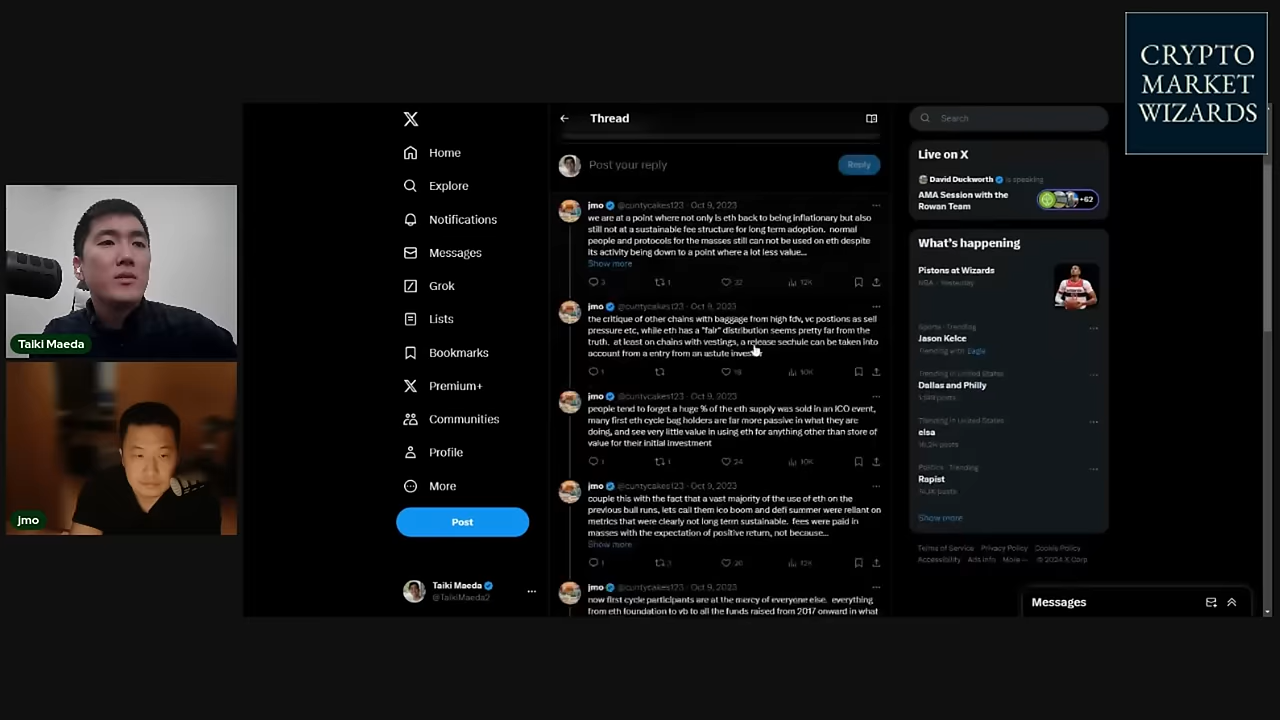 CRYPTO
MARKET
WIZARDS
Taiki Maeda
Jmo
Home
Explore
Notifications
Messages
Grok
Lists
Bookmarks
Premium+
Communities
Profile
More
Post
Taiki Maeda
@TaikiMaeda2
Thread
Post your reply
Reply
jmo @cuntycakes123 · Oct 9, 2023
we are at a point where not only is eth back to being inflationary but also
still not at a sustainable fee structure for long term adoption. normal
people and protocols for the masses still can not be used on eth despite
its activity being down to a point where a lot less value...
Show more
3 1 32 12K
jmo @cuntycakes123 · Oct 9, 2023
the critique of other chains with baggage from high fdv, vc postions as sell
pressure etc, while eth has a "fair" distribution seems pretty far from the
truth. at least on chains with vestings, a release sechule can be taken into
account from a entry from an astute investor
1 19 10K
jmo @cuntycakes123 · Oct 9, 2023
people tend to forget a huge % of the eth supply was sold in an ICO event,
many first eth cycle bag holders are far more passive in what they are
doing, and see very little value in using eth for anything other than store of
value for their initial investment
1 1 24 10K
jmo @cuntycakes123 · Oct 9, 2023
couple this with the fact that a vast majority of the use of eth on the
previous bull runs, lets call them ico boom and defi summer were reliant on
metrics that were clearly not long term sustainable. fees were paid in
masses with the expectation of positive return, not because...
Show more
1 3 26 12K
jmo @cuntycakes123 · Oct 9, 2023
now first cycle participants are at the mercy of everyone else. everything
from eth foundation to vb to all the funds raised from 2017 onward in what
Search
Live on X
David Duckworth is speaking
AMA Session with the
Rowan Team
+62
What's happening
Pistons at Wizards
NBA · Yesterday
Sports · Trending
Jason Kelce
Trending with Eagle
Trending in United States
Dallas and Philly
Trending in United States
elsa
Politics · Trending
Rapist
Show more
Terms of Service Privacy Policy Cookie Policy
Accessibility Ads info More ··· © 2024 X Corp.
Messages